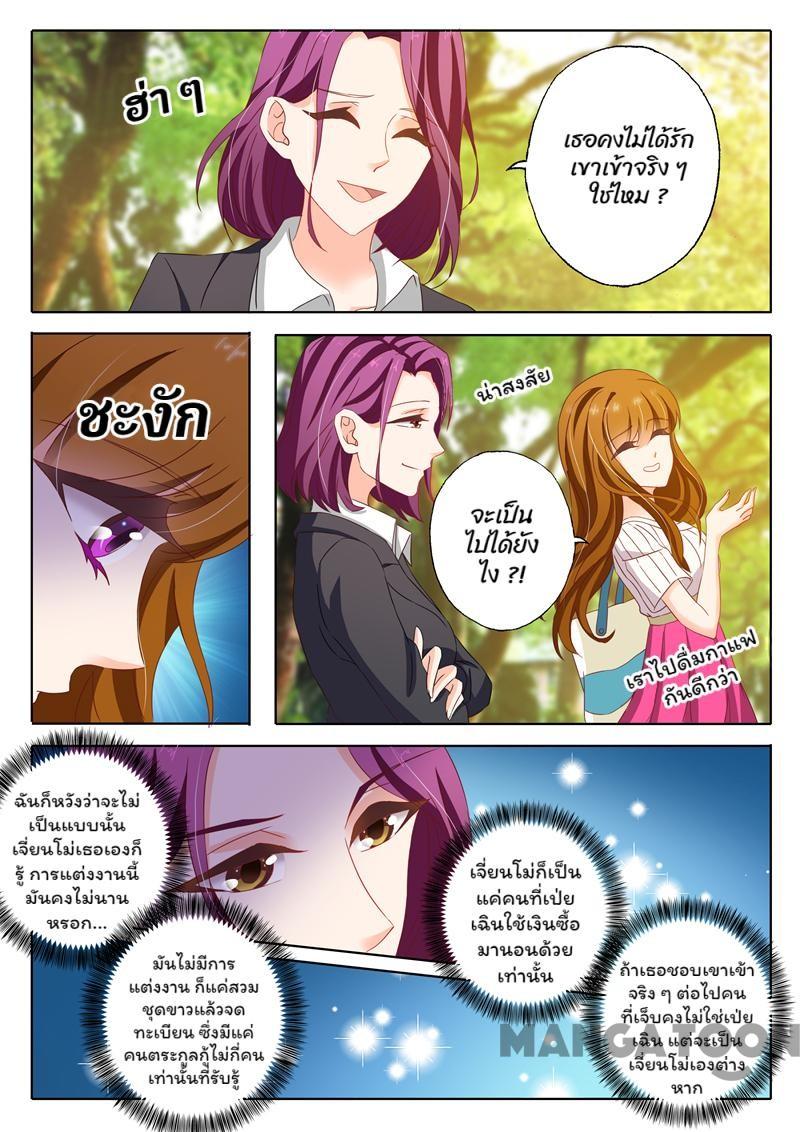 ฮ่า ๆ
เธอคงไม่ได้รัก
เขาเข้าจริง ๆ
ใช่ไหม ?
ชะงัก
น่าสงสัย
จะเป็น
ไปได้ยัง
ไง ?!
เราไปดื่มกาแฟ
กันดีกว่า
ฉันก็หวังว่าจะไม่
เป็นแบบนั้น
เจี่ยนโม่เธอเองก็
รู้ การแต่งงานนี้
มันคงไม่นาน
หรอก...
มันไม่มีการ
แต่งงาน ก็แค่สวม
ชุดขาวแล้วจด
ทะเบียน ซึ่งมีแค่
คนตระกูลกู้ไม่กี่คน
เท่านั้นที่รับรู้
เจี่ยนโม่ก็เป็น
แค่คนที่เป่ย
เฉินใช้เงินซื้อ
มานอนด้วย
เท่านั้น
ถ้าเธอชอบเขาเข้า
จริง ๆ ต่อไปคน
ที่เจ็บคงไม่ใช่เป่ย
เฉิน แต่จะเป็น
เจี่ยนโม่เองต่าง
หาก
MANGATOON